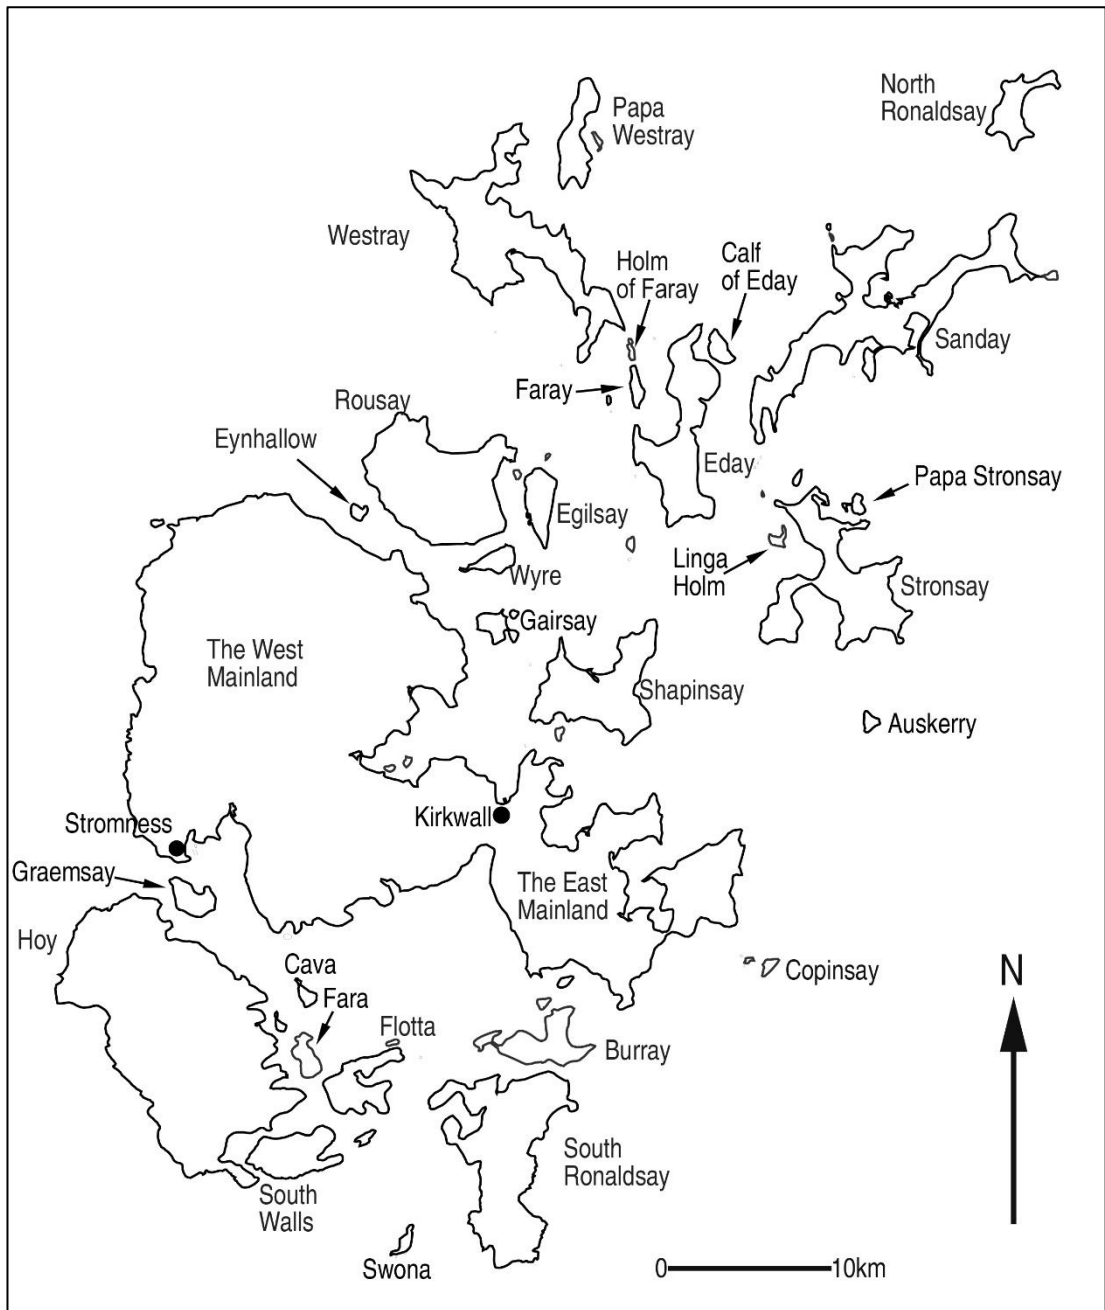 North
Ronaldsay
Papa
Westray
Westray
Holm
of Faray
Calf
of Eday
Sanday
Faray
Rousay
Eynhallow
Eday
Papa Stronsay
Egilsay
Linga
Holm
Wyre
Stronsay
Gairsay
The West
Mainland
Shapinsay
Auskerry
Kirkwall
Stromness
Graemsay
The East
Mainland
Hoy
Cava
Copinsay
N
Fara
Flotta
Burray
South
Ronaldsay
South
Walls
Swona
0 10km